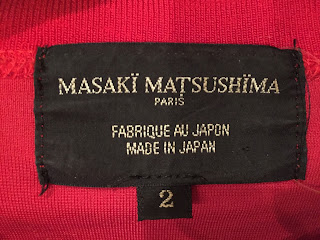 MASAKÏ MATSUSHÏMA
PARIS
FABRIQUE AU JAPON
MADE IN JAPAN
2